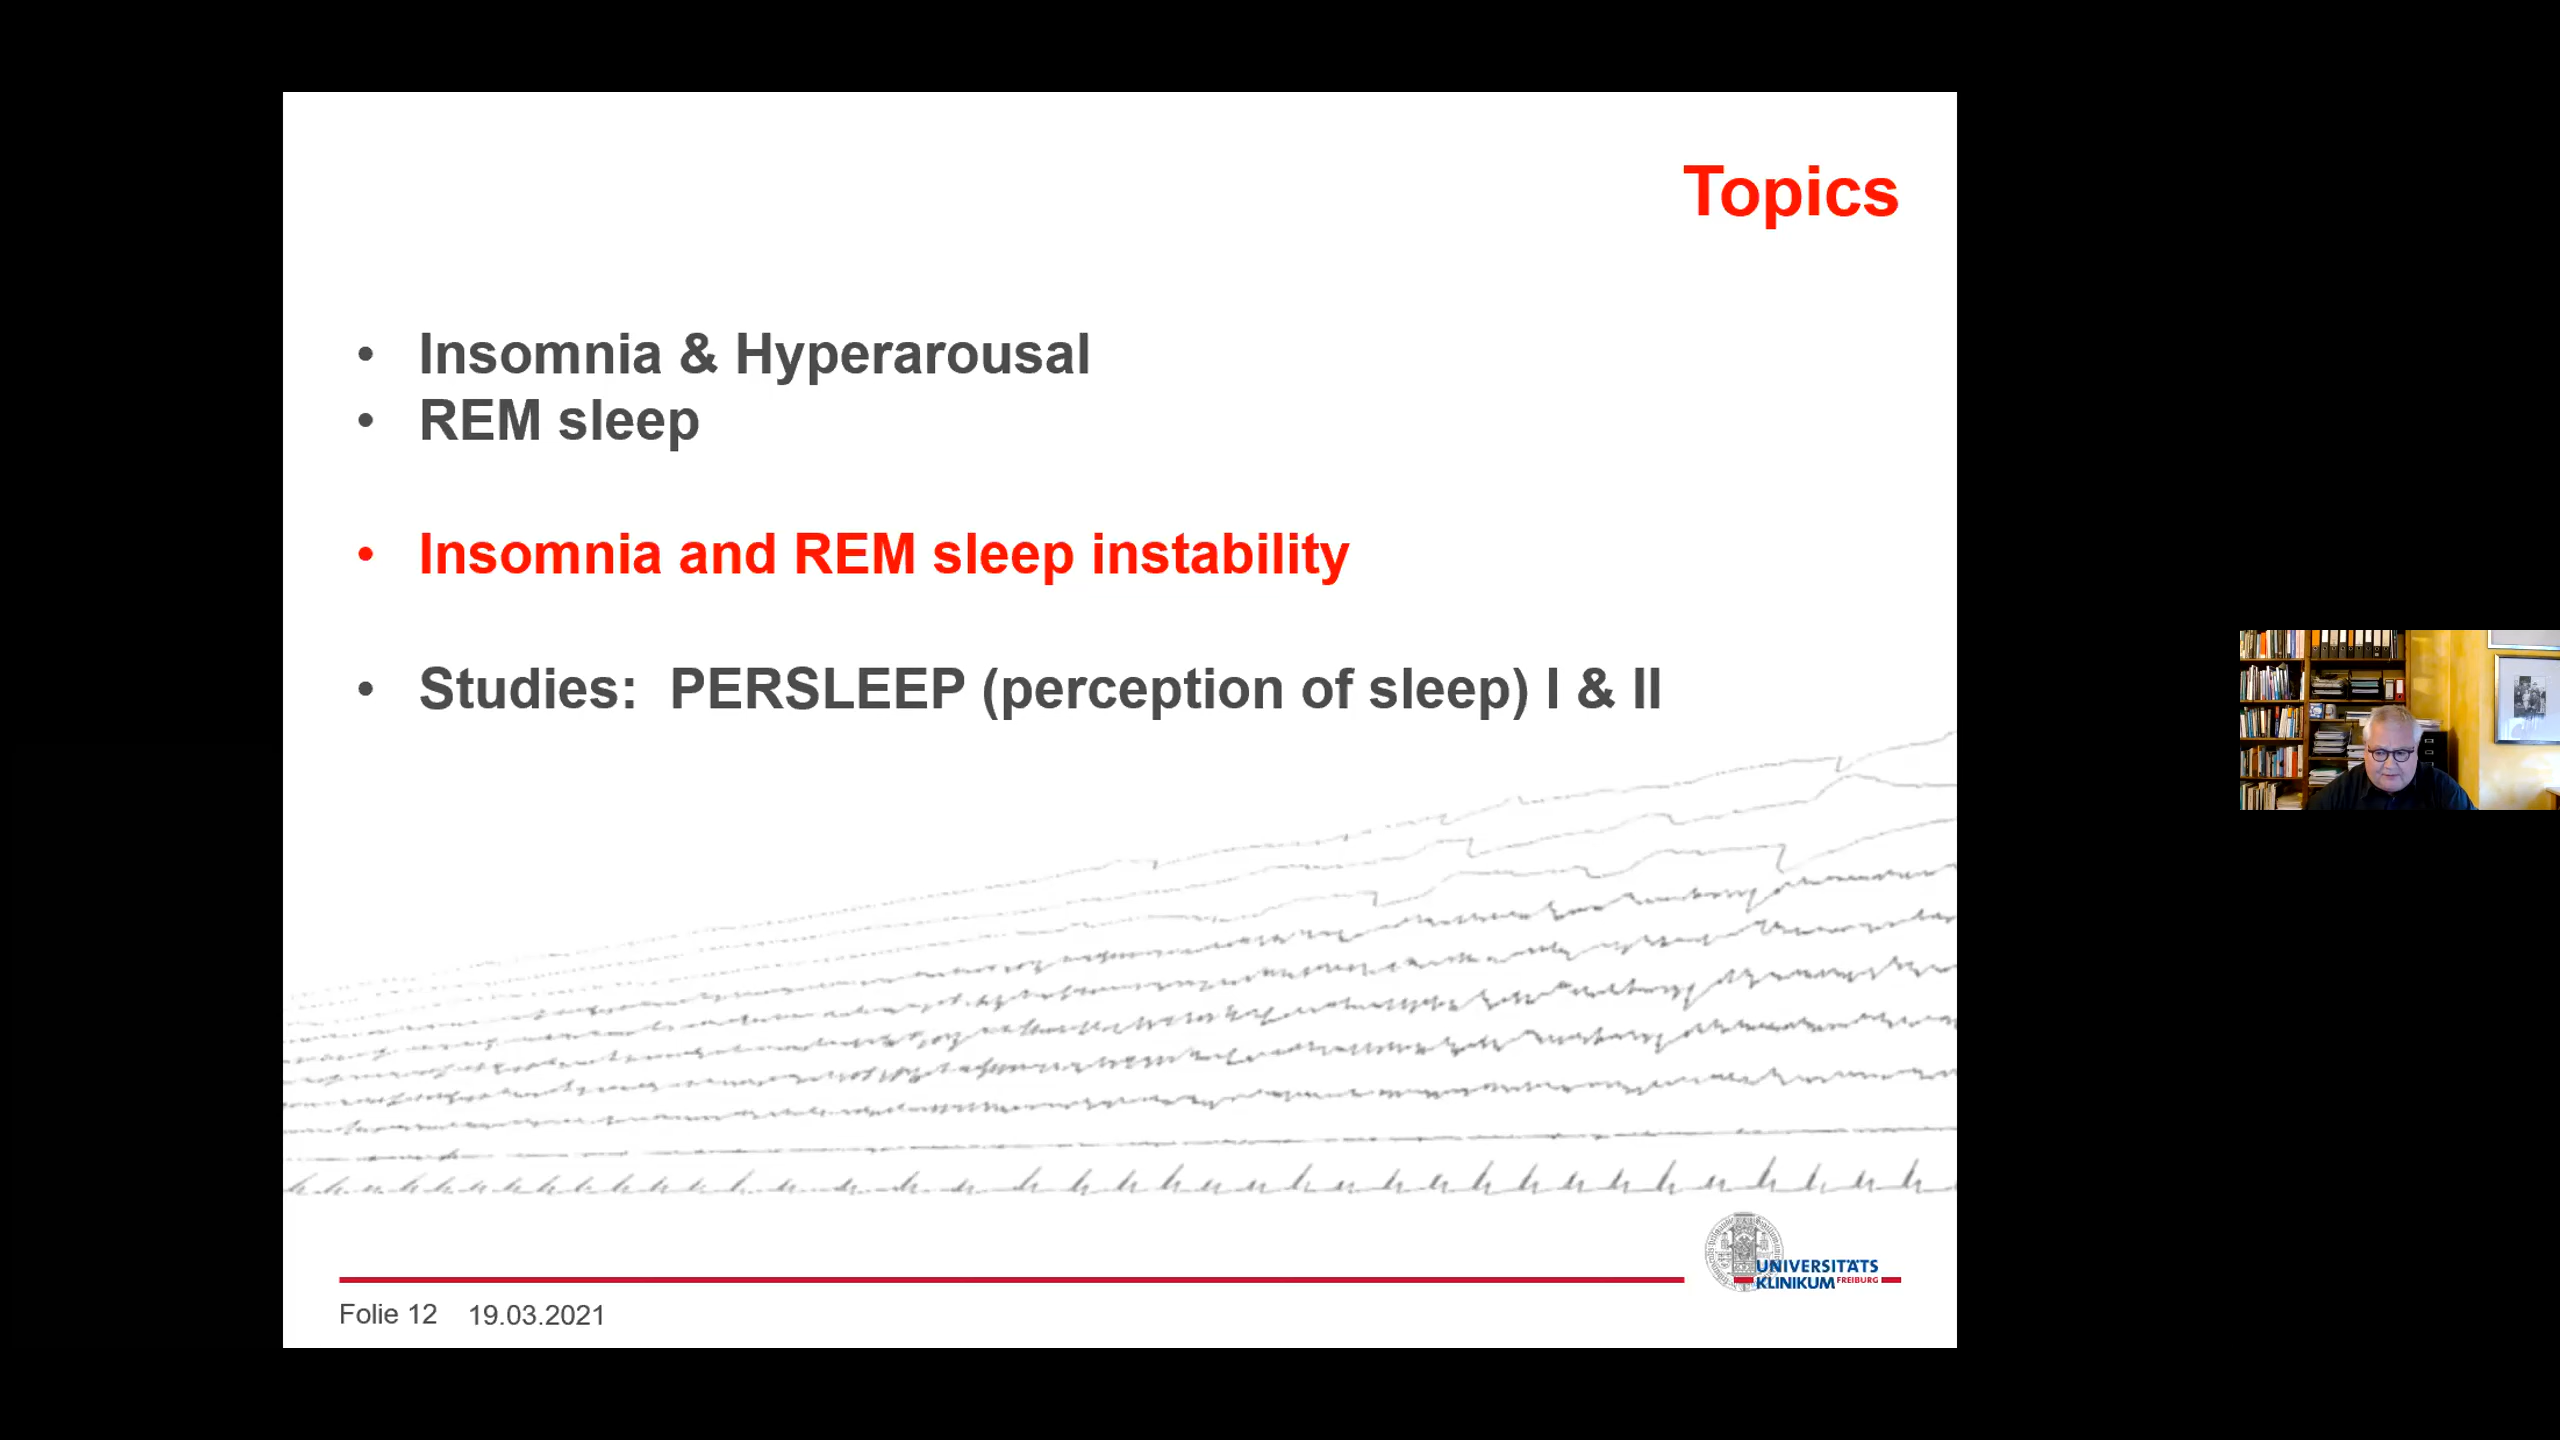 Topics
• Insomnia & Hyperarousal
• REM sleep
• Insomnia and REM sleep instability
• Studies: PERSLEEP (perception of sleep) I & II
UNIVERSITÄTS
KLINIKUM FREIBURG
Folie 12 19.03.2021